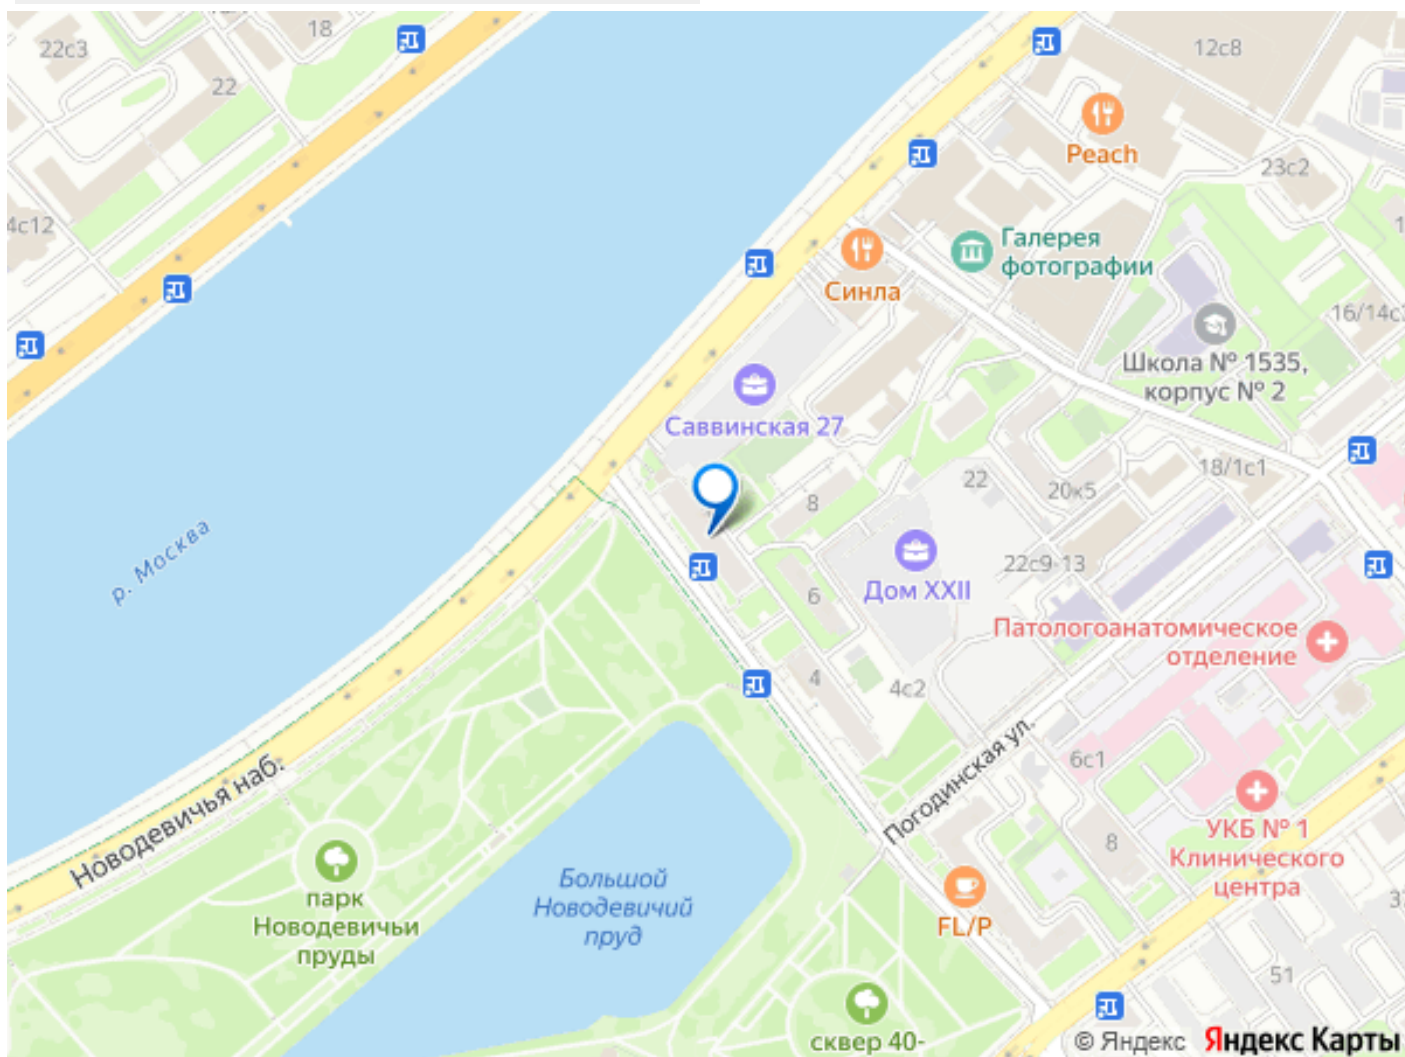 18
22с3
22
12с8
Peach
23с2
4с12
Галерея
фотографии
Синла
16/14с
Школа № 1535,
корпус № 2
Саввинская 27
18/1с1
22
20к5
8
р. Москва
22с9-13
Дом XXII
6
Патологоанатомическое
отделение
4
4с2
Погодинская ул.
6с1
Новодевичья наб.
УКБ № 1
Клинического
центра
8
парк
Новодевичьи
пруды
Большой
Новодевичий
пруд
FL/P
51
сквер 40-
© Яндекс Яндекс Карты